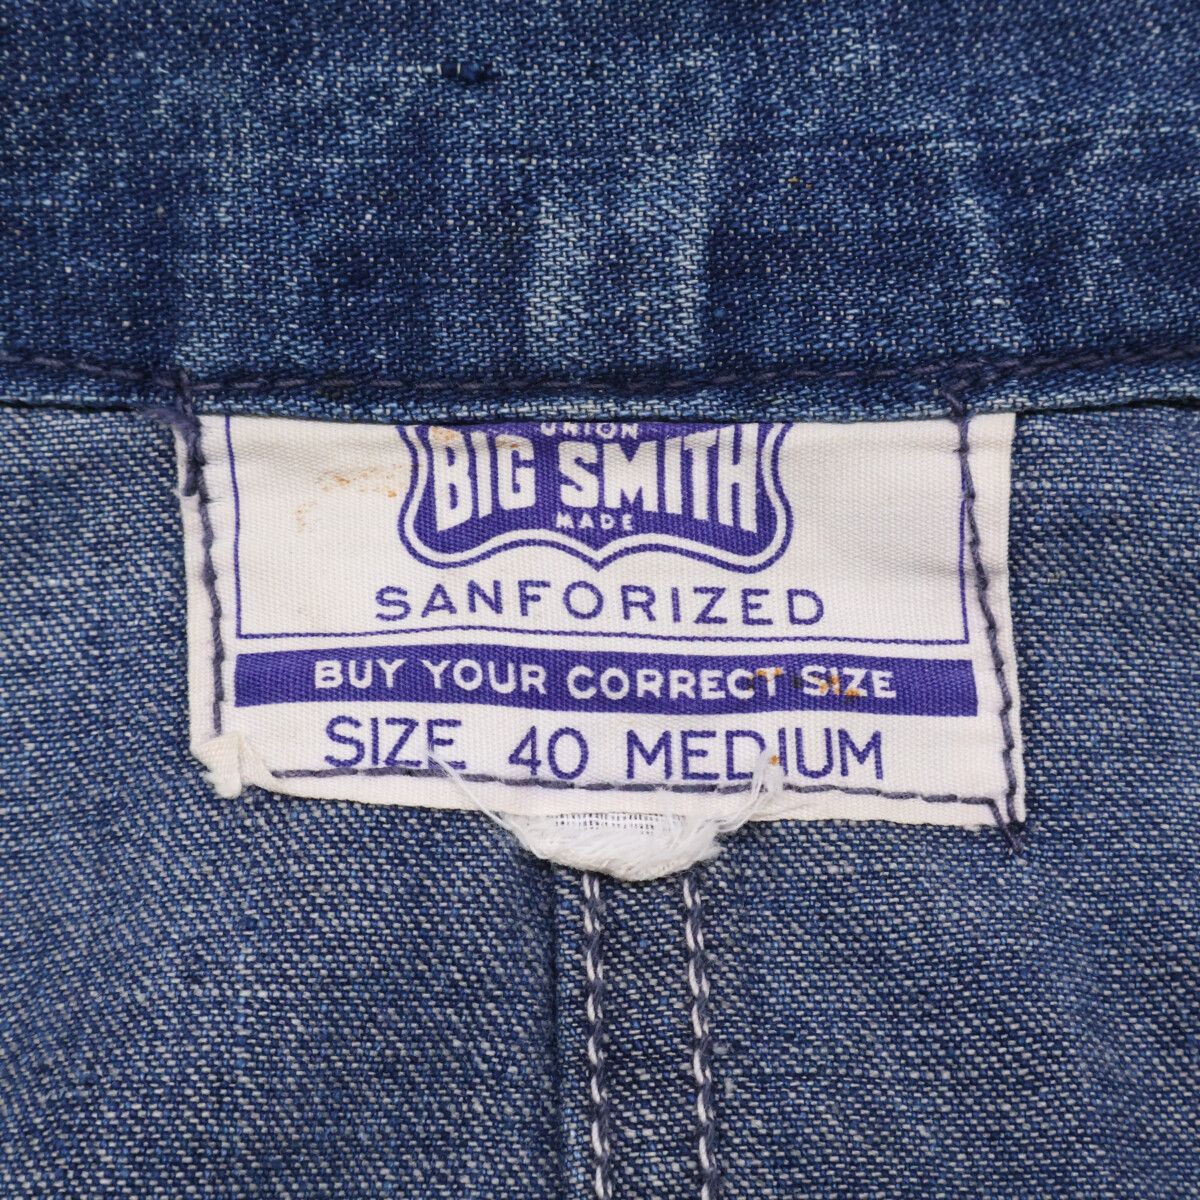 UNION
BIG SMITH
MADE
SANFORIZED
BUY YOUR CORRECT SIZE
SIZE 40 MEDIUM